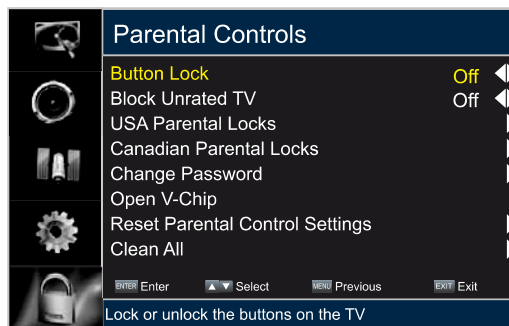 Parental Controls
Button Lock Off
Block Unrated TV Off
USA Parental Locks
Canadian Parental Locks
Change Password
Open V-Chip
Reset Parental Control Settings
Clean All
ENTER Enter Select MENU Previous EXIT Exit
Lock or unlock the buttons on the TV